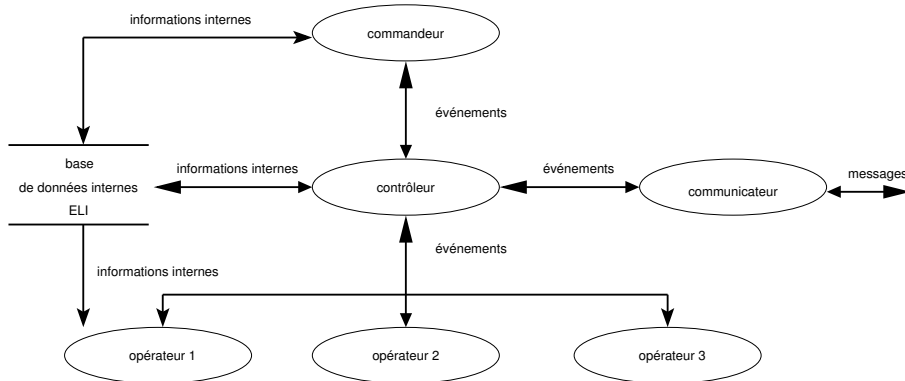 informations internes
commandeur
événements
base
de données internes
ELI
informations internes
contrôleur
événements
communicateur
messages
événements
informations internes
opérateur 1
opérateur 2
opérateur 3